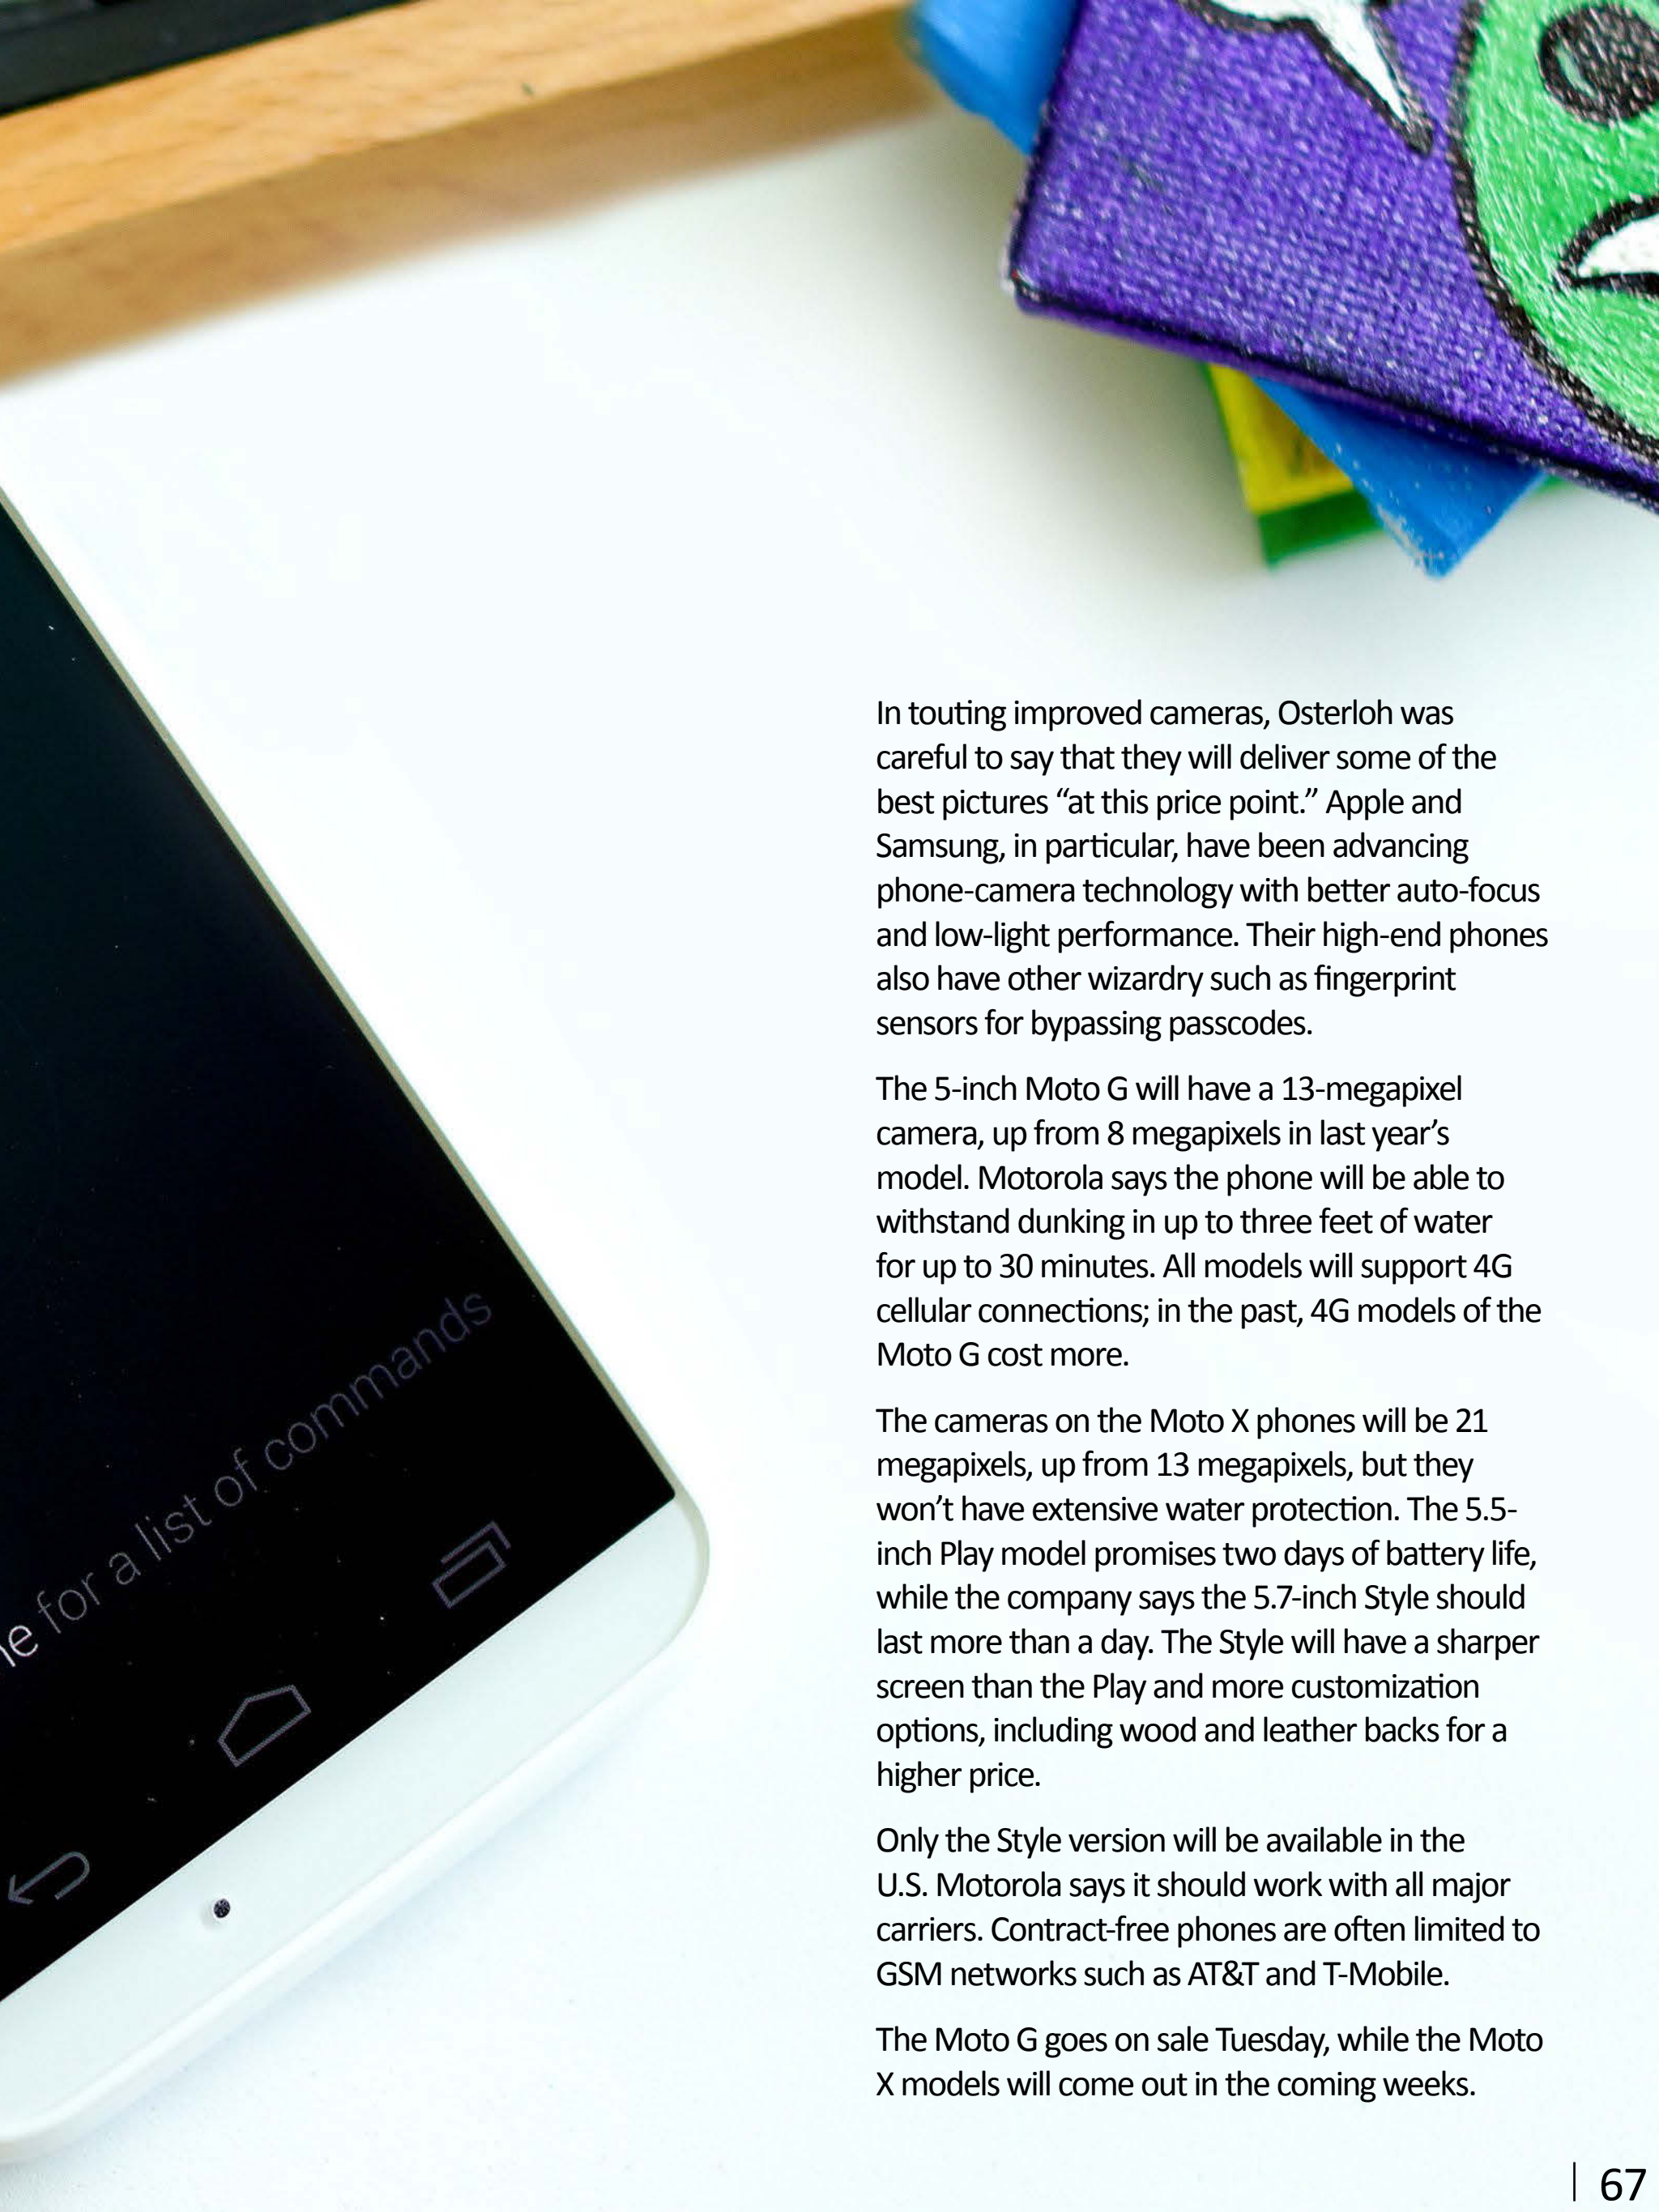 In touting improved cameras, Osterloh was
careful to say that they will deliver some of the
best pictures “at this price point.” Apple and
Samsung, in particular, have been advancing
phone-camera technology with better auto-focus
and low-light performance. Their high-end phones
also have other wizardry such as fingerprint
sensors for bypassing passcodes.
The 5-inch Moto G will have a 13-megapixel
camera, up from 8 megapixels in last year’s
model. Motorola says the phone will be able to
withstand dunking in up to three feet of water
for up to 30 minutes. All models will support 4G
cellular connections; in the past, 4G models of the
Moto G cost more.
The cameras on the Moto X phones will be 21
megapixels, up from 13 megapixels, but they
won’t have extensive water protection. The 5.5-
inch Play model promises two days of battery life,
while the company says the 5.7-inch Style should
last more than a day. The Style will have a sharper
screen than the Play and more customization
options, including wood and leather backs for a
higher price.
Only the Style version will be available in the
U.S. Motorola says it should work with all major
carriers. Contract-free phones are often limited to
GSM networks such as AT&T and T-Mobile.
The Moto G goes on sale Tuesday, while the Moto
X models will come out in the coming weeks.
for a list of commands
67